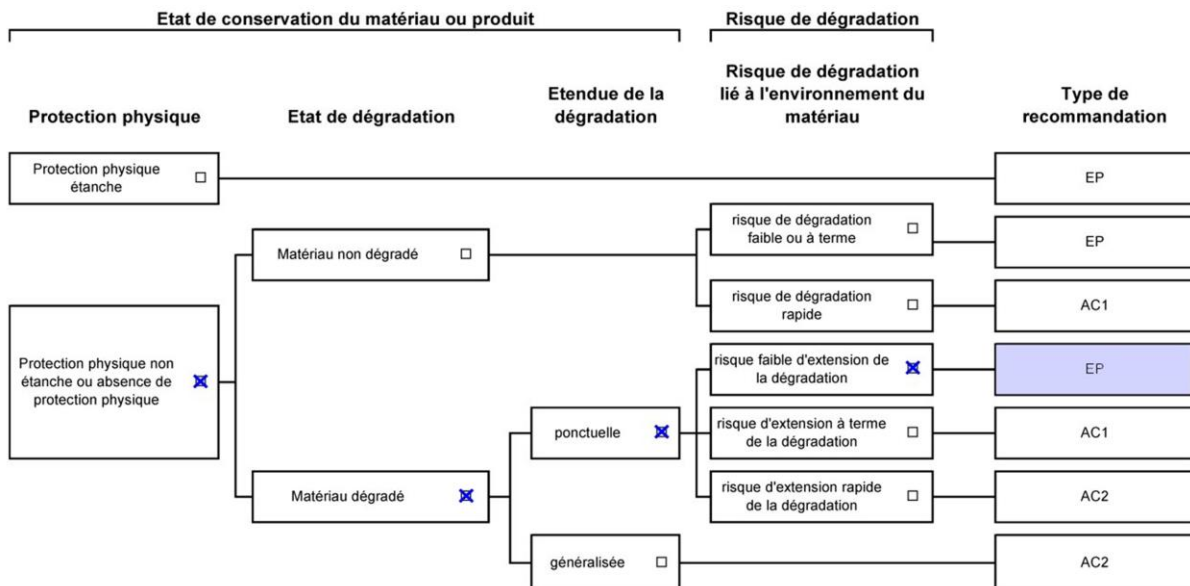 Etat de conservation du matériau ou produit
Risque de dégradation
Protection physique
Etat de dégradation
Etendue de la
dégradation
Risque de dégradation
lié à l'environnement du
matériau
Type de
recommandation
Protection physique
étanche
EP
risque de dégradation
faible ou à terme
EP
Matériau non dégradé
risque de dégradation
rapide
AC1
Protection physique non
étanche ou absence de
protection physique
risque faible d'extension de
la dégradation
EP
ponctuelle
risque d'extension à terme
de la dégradation
AC1
Matériau dégradé
risque d'extension rapide
de la dégradation
AC2
généralisée
AC2